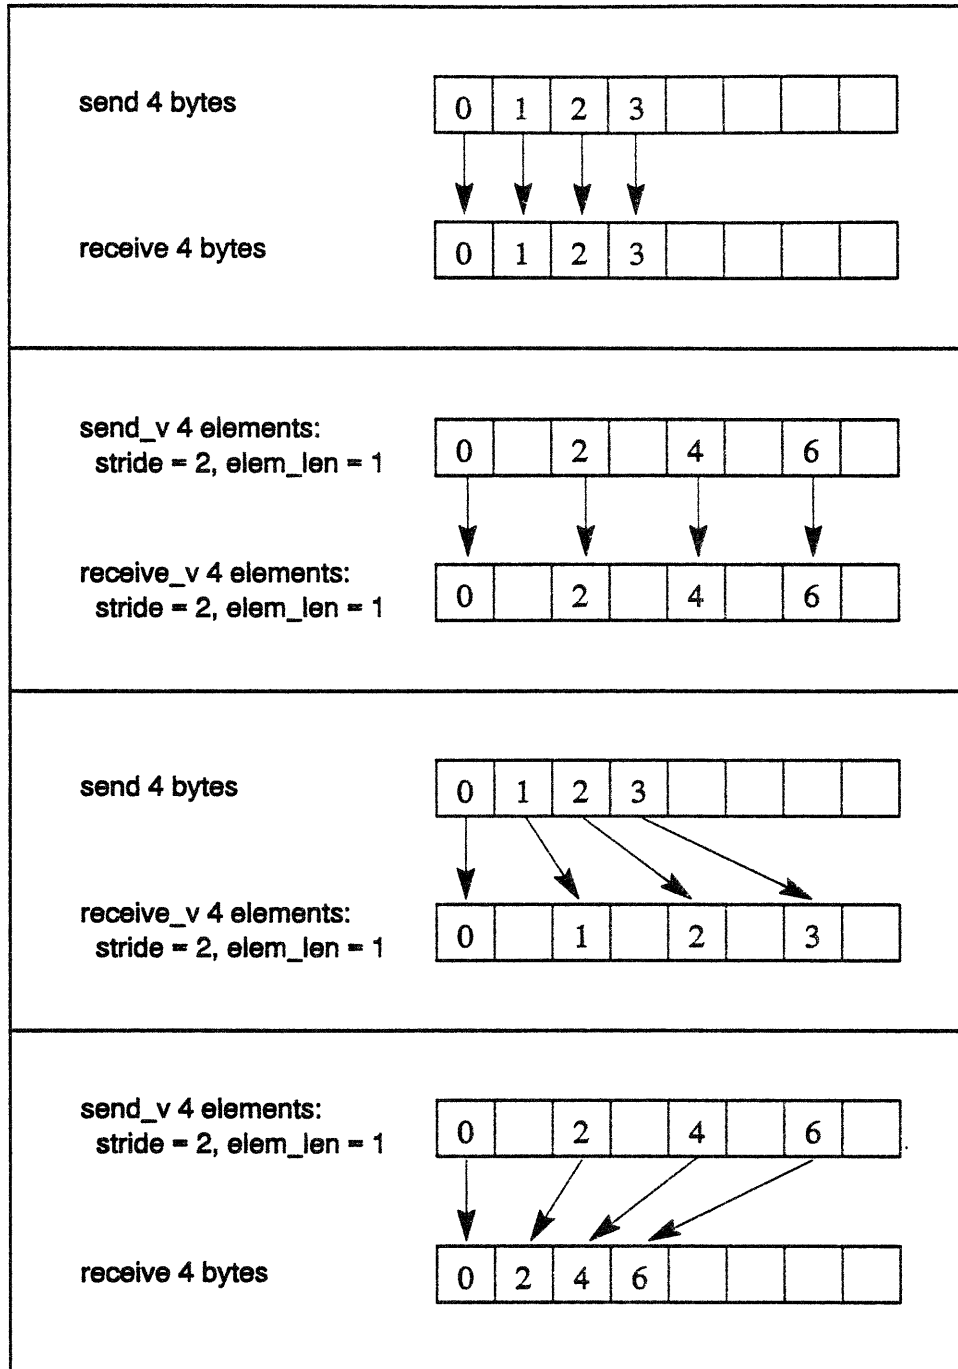 send 4 bytes
0 1 2 3
receive 4 bytes
0 1 2 3
send_v 4 elements:
stride = 2, elem_len = 1
0 2 4 6
receive_v 4 elements:
stride = 2, elem_len = 1
0 2 4 6
send 4 bytes
0 1 2 3
receive_v 4 elements:
stride = 2, elem_len = 1
0 1 2 3
send_v 4 elements:
stride = 2, elem_len = 1
0 2 4 6
receive 4 bytes
0 2 4 6